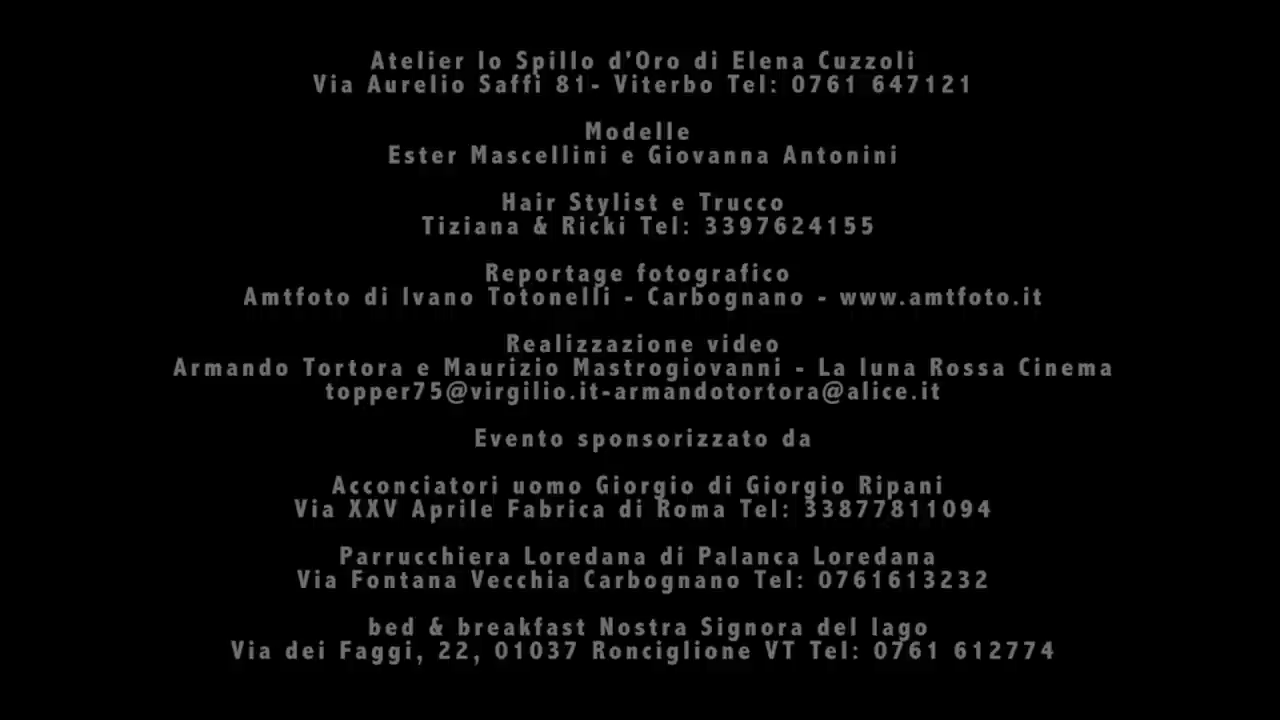 Atelier lo Spillo d'Oro di Elena Cuzzoli
Via Aurelio Saffi 81- Viterbo Tel: 0761 647121
Modelle
Ester Mascellini e Giovanna Antonini
Hair Stylist e Trucco
Tiziana & Ricki Tel: 3397624155
Reportage fotografico
Amtfoto di Ivano Totonelli - Carbognano - www.amtfoto.it
Realizzazione video
Armando Tortora e Maurizio Mastrogiovanni - La luna Rossa Cinema
topper75@virgilio.it-armandotortora@alice.it
Evento sponsorizzato da
Acconciatori uomo Giorgio di Giorgio Ripani
Via XXV Aprile Fabrica di Roma Tel: 33877811094
Parrucchiera Loredana di Palanca Loredana
Via Fontana Vecchia Carbognano Tel: 0761613232
bed & breakfast Nostra Signora del lago
Via dei Faggi, 22, 01037 Ronciglione VT Tel: 0761 612774